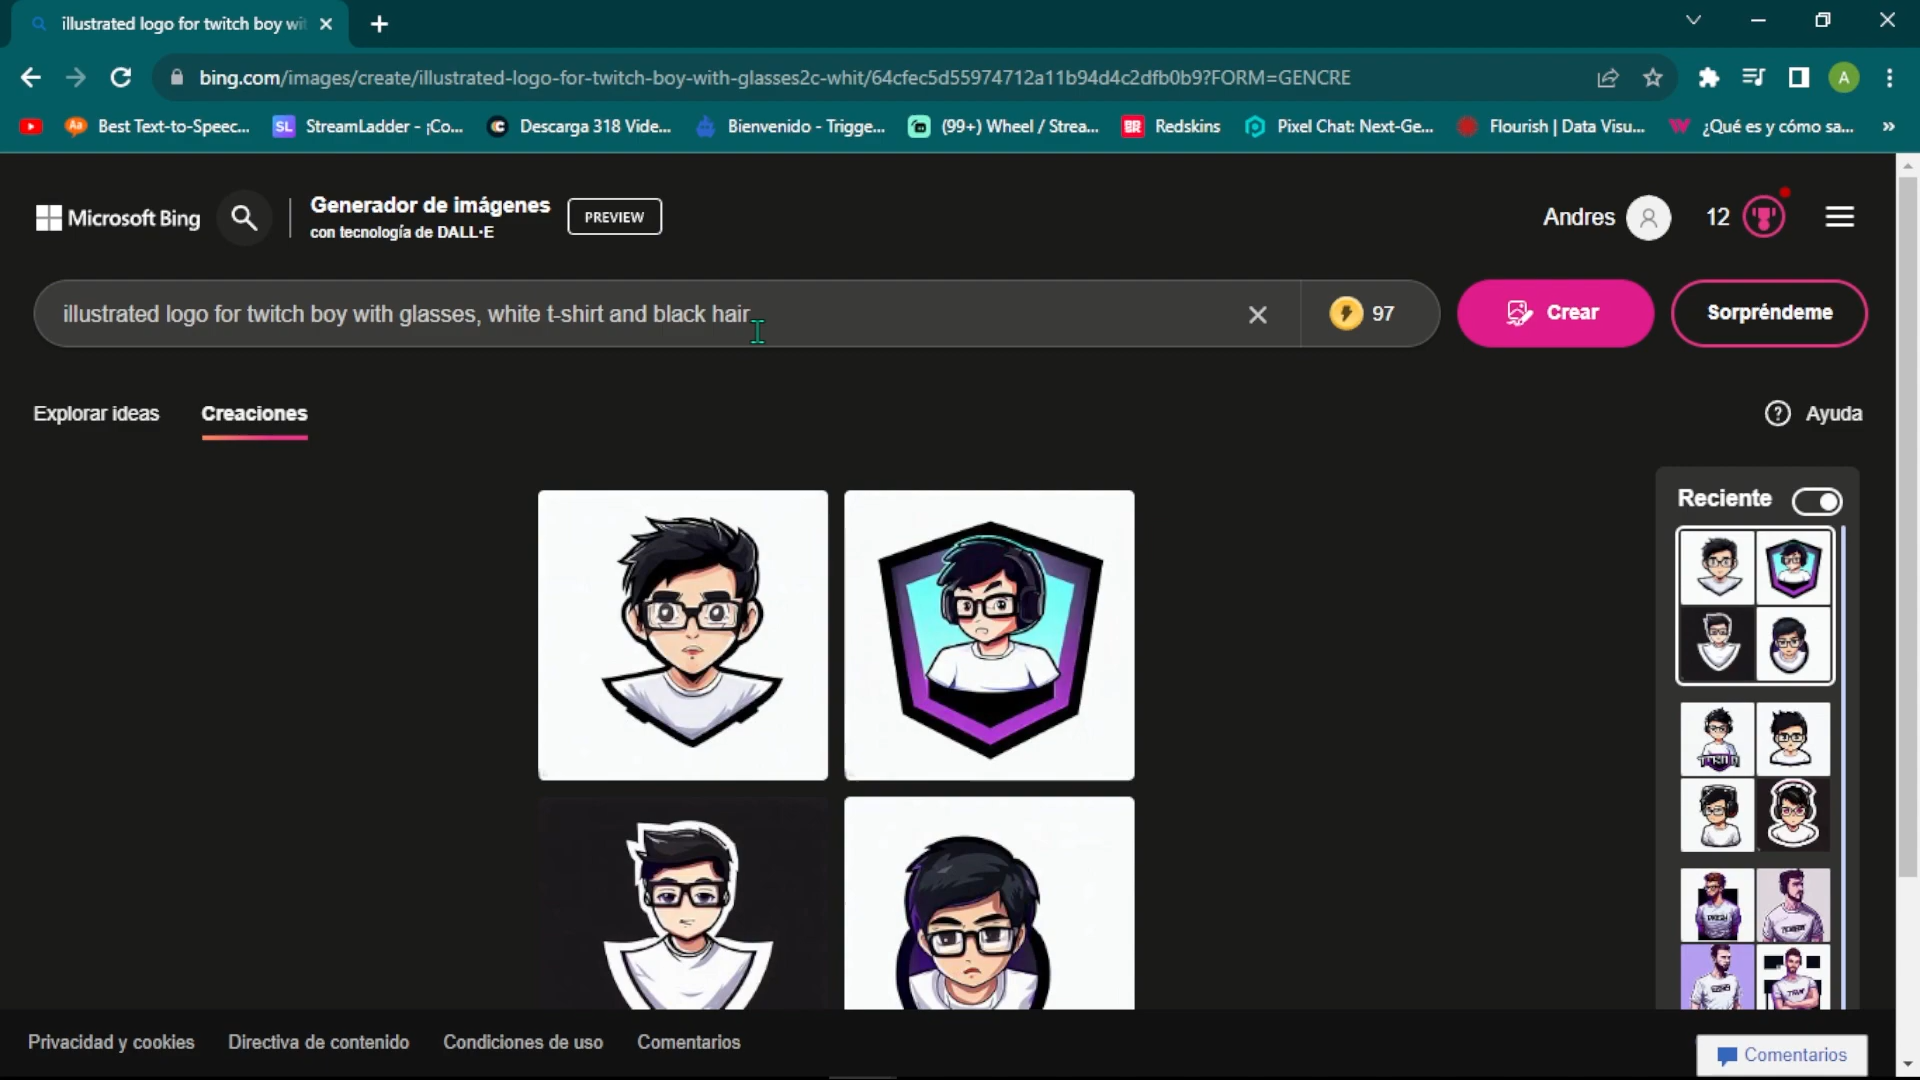 illustrated logo for twitch boy wi
bing.com/images/create/illustrated-logo-for-twitch-boy-with-glasses2c-whit/64cfec5d55974712a11b94d4c2dfb0b9?FORM=GENCRE
A
Aa Best Text-to-Speec...
SL StreamLadder - ¡Co...
Descarga 318 Vide...
Bienvenido - Trigge...
(99+) Wheel / Strea...
Redskins
Pixel Chat: Next-Ge...
Flourish | Data Visu...
¿Qué es y cómo sa...
»
Microsoft Bing
Generador de imágenes
con tecnología de DALL·E
PREVIEW
Andres
12
illustrated logo for twitch boy with glasses, white t-shirt and black hair
97
Crear
Sorpréndeme
Explorar ideas
Creaciones
Ayuda
Reciente
Privacidad y cookies
Directiva de contenido
Condiciones de uso
Comentarios
Comentarios